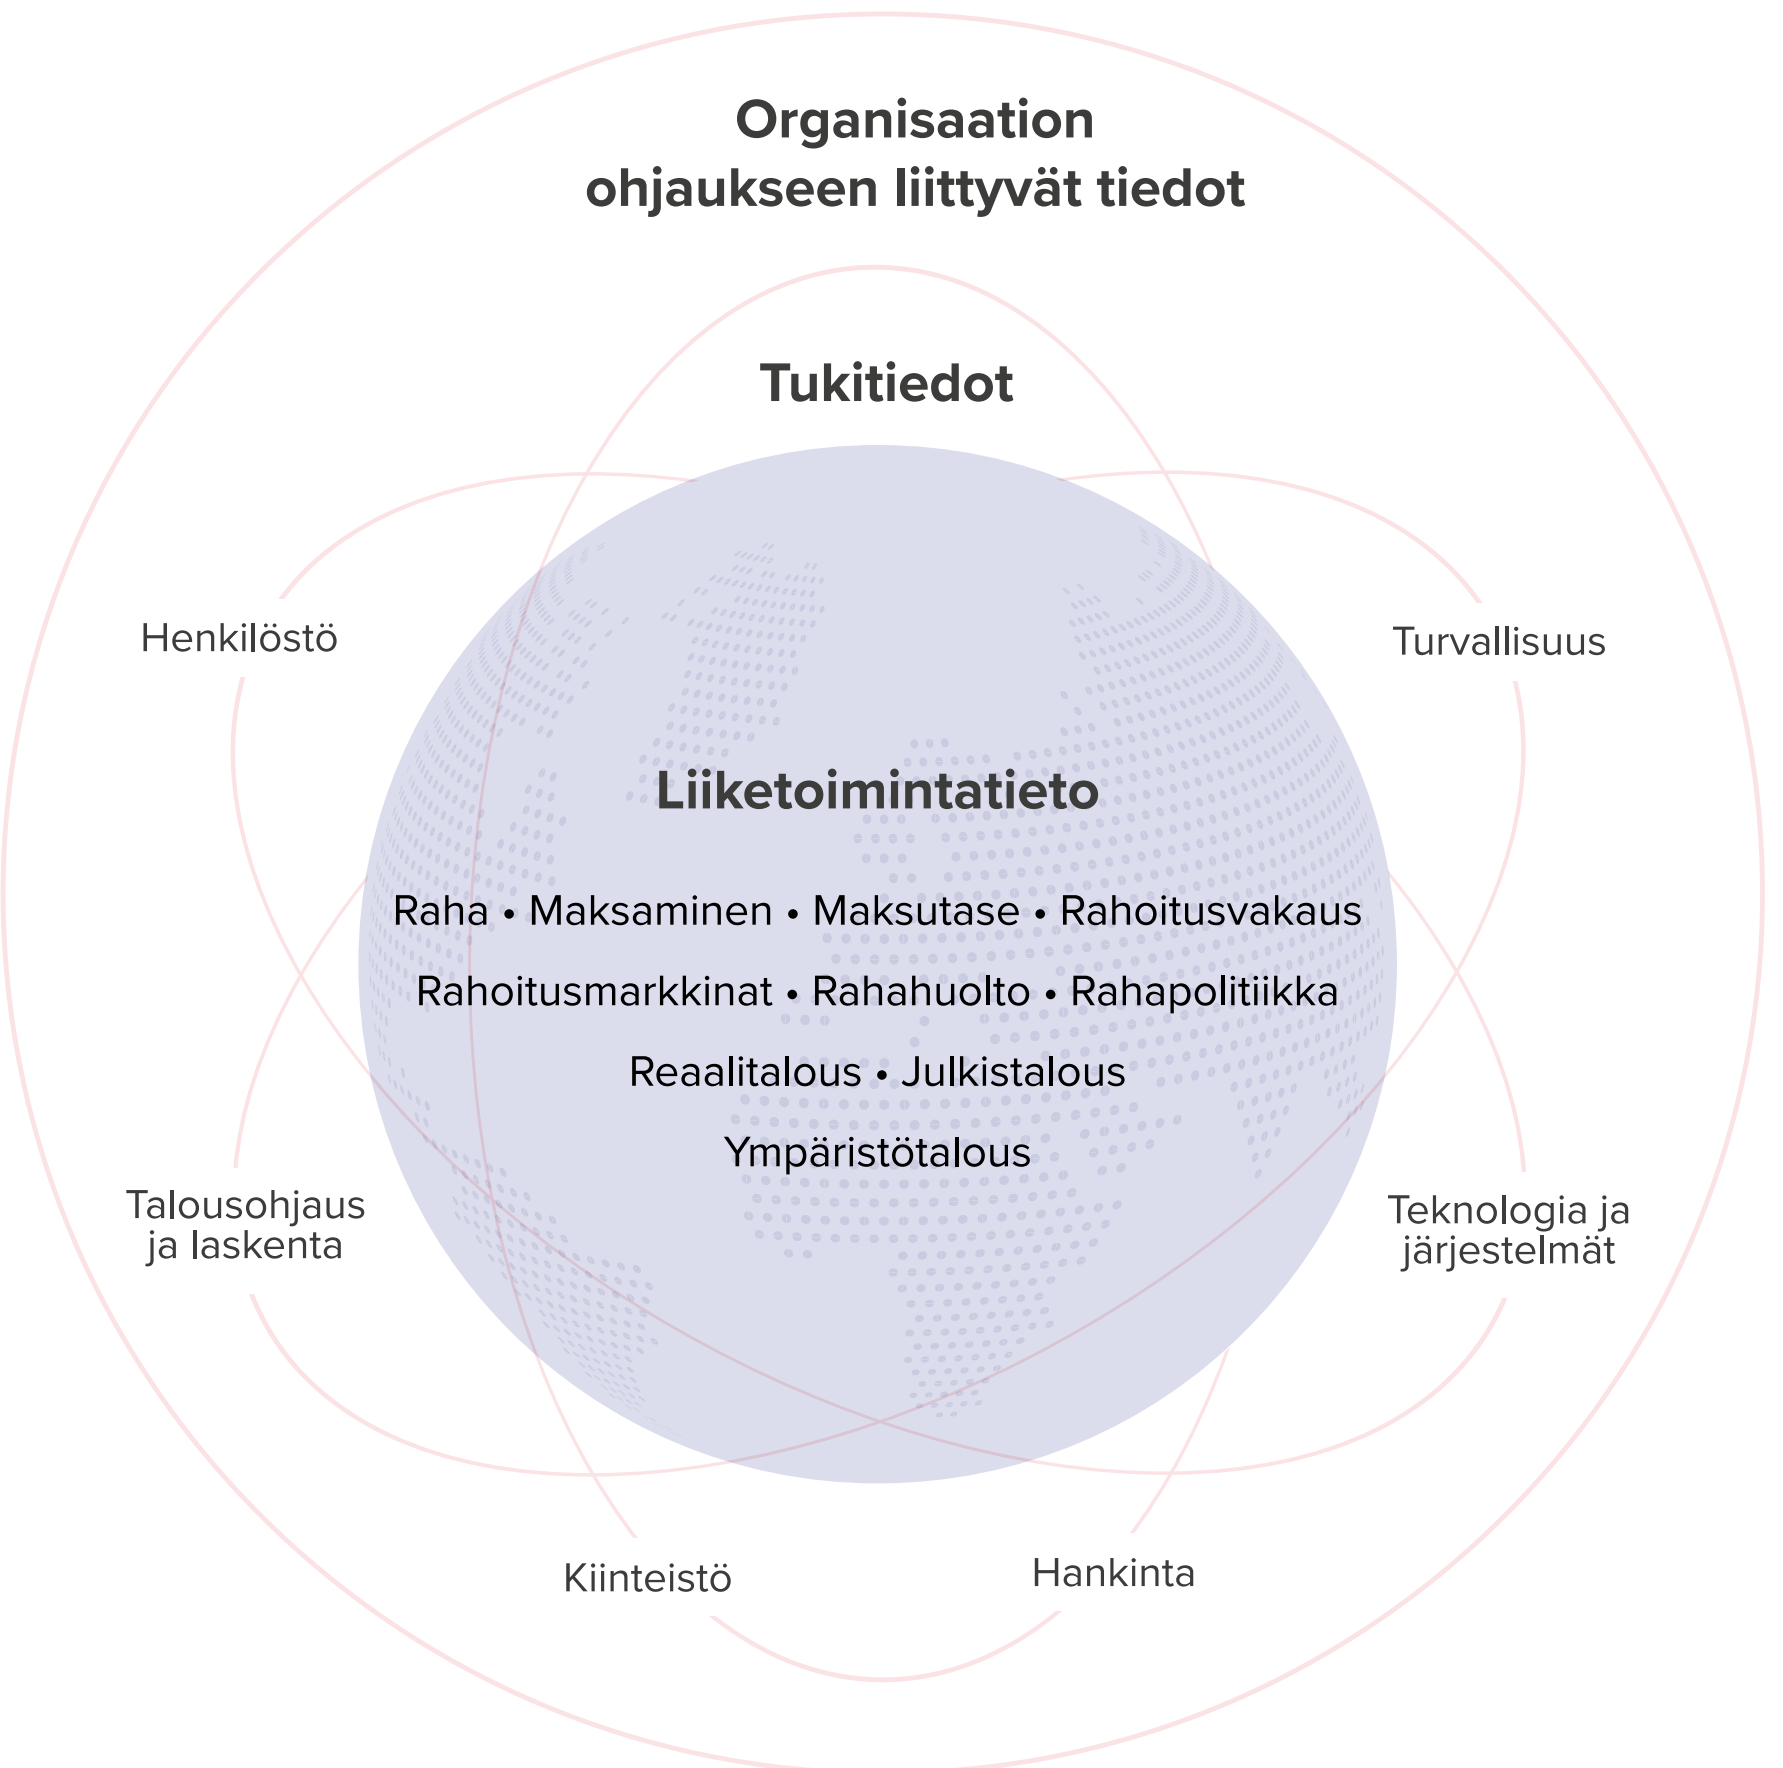 Organisaation
ohjaukseen liittyvät tiedot
Tukitiedot
Henkilöstö
Turvallisuus
Liiketoimintatieto
Raha • Maksaminen • Maksutase • Rahoitusvakaus
Rahoitusmarkkinat • Rahahuolto • Rahapolitiikka
Reaalitalous • Julkistalous
Ympäristötalous
Talousohjaus
ja laskenta
Teknologia ja
järjestelmät
Kiinteistö
Hankinta